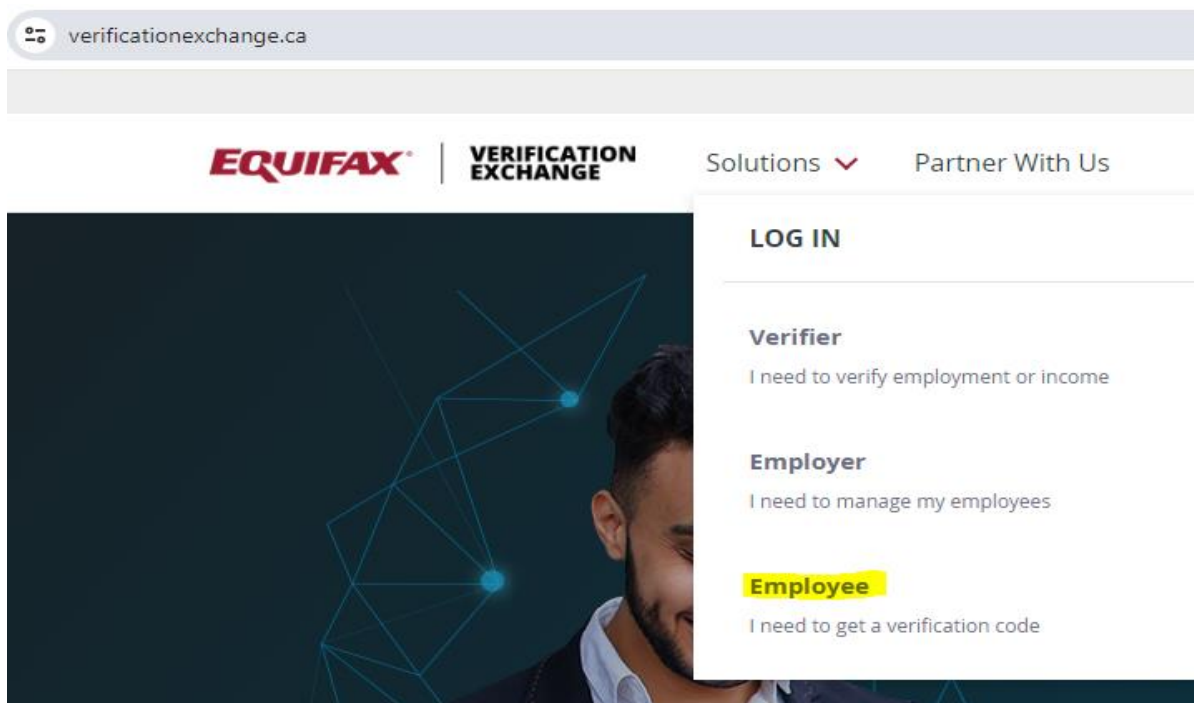 verificationexchange.ca
EQUIFAX
VERIFICATION
EXCHANGE
Solutions
Partner With Us
LOG IN
Verifier
I need to verify employment or income
Employer
I need to manage my employees
Employee
I need to get a verification code